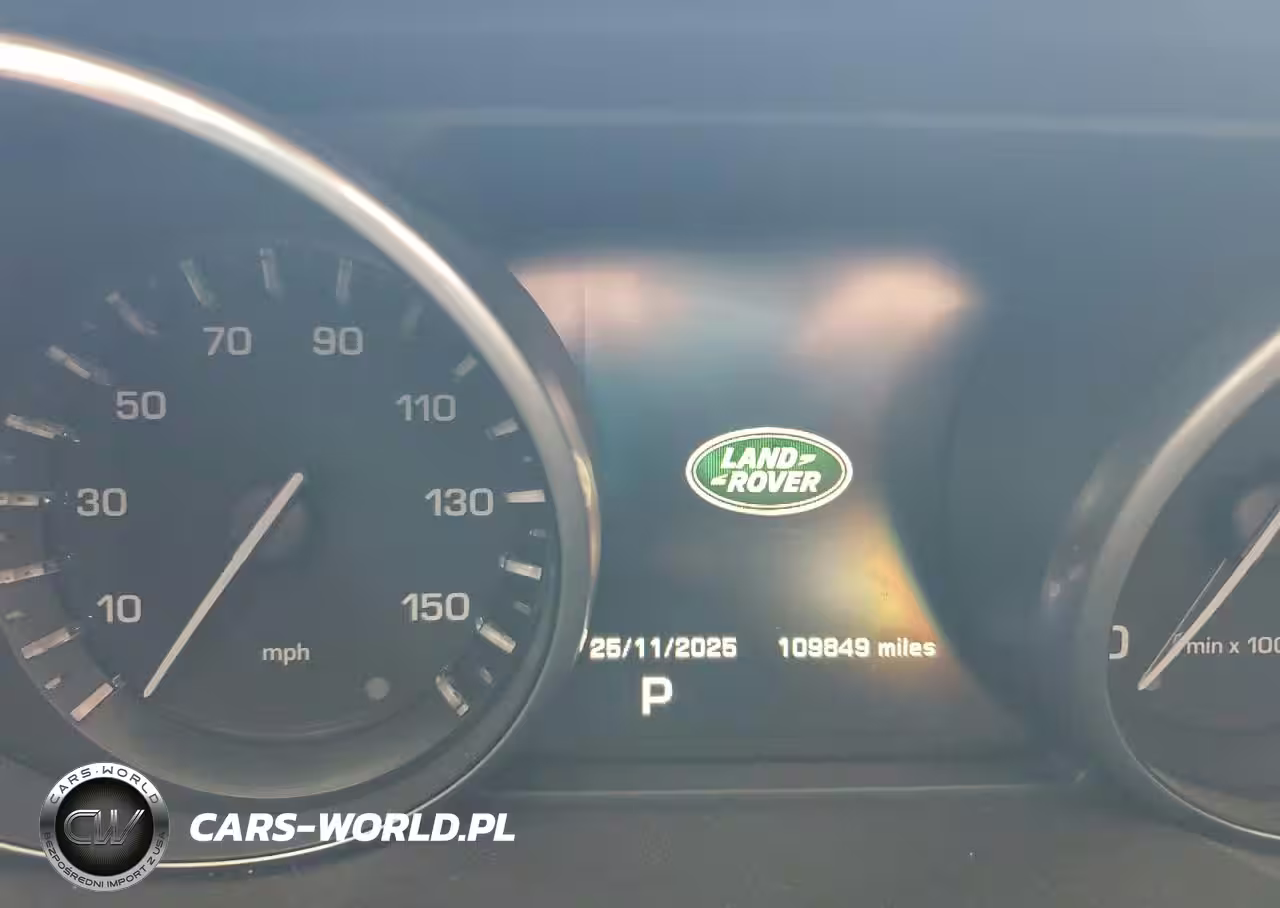 70 90
50 110
LAND
ROVER
30 130
10 150
25/11/2025 109849 miles
mph
min x 100
P
CARS-WORLD
CW
BEZPOŚREDNI IMPORT Z USA
CARS-WORLD.PL